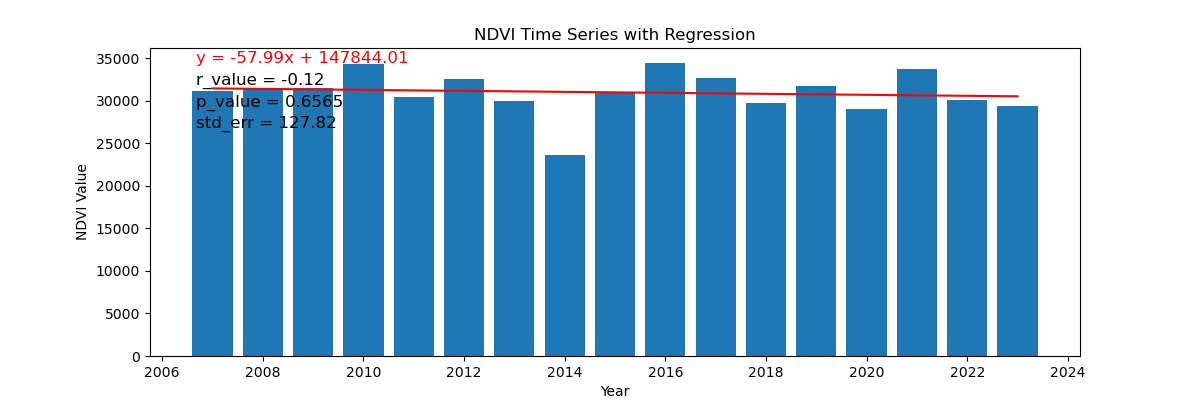 NDVI Time Series with Regression
y = -57.99x + 147844.01
r_value = -0.12
p_value = 0.6565
std_err = 127.82
NDVI Value
35000
30000
25000
20000
15000
10000
5000
0
2006 2008 2010 2012 2014 2016 2018 2020 2022 2024
Year